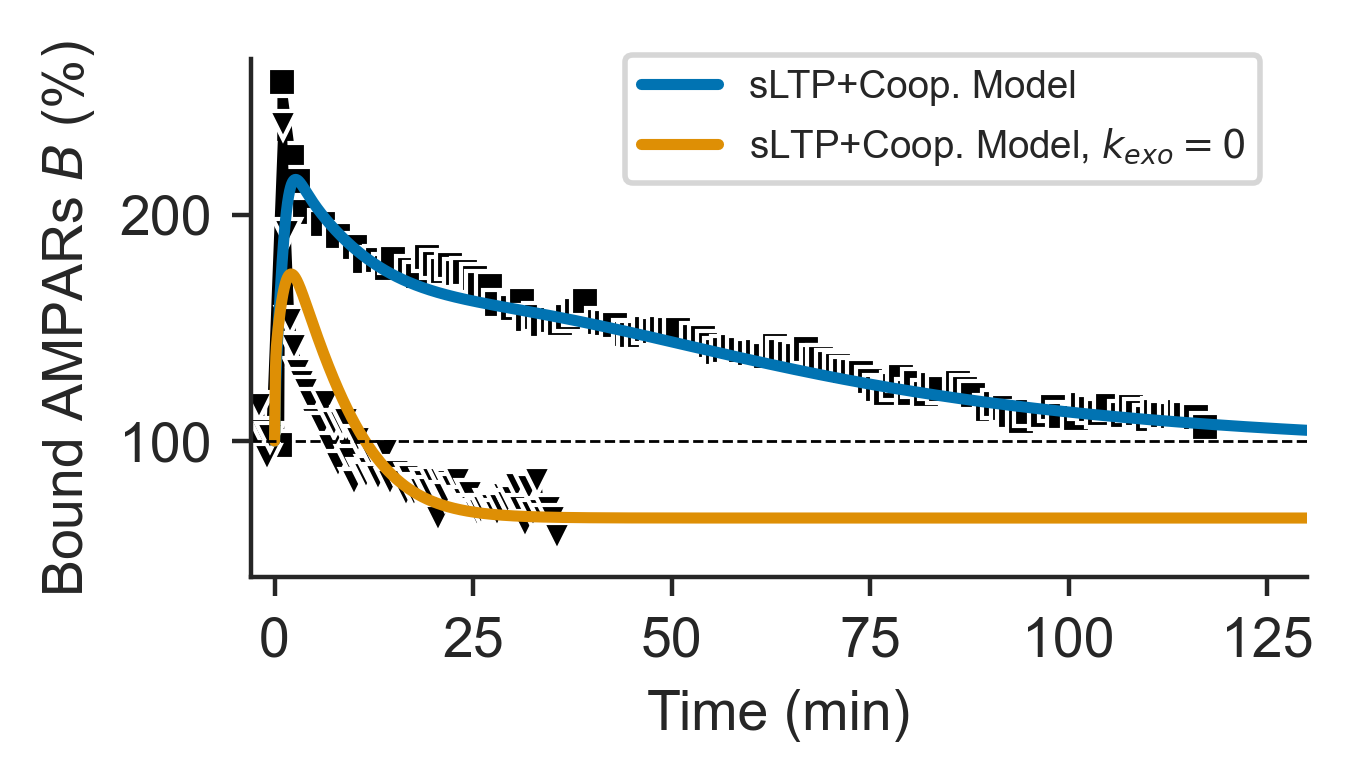 sLTP+Coop. Model
sLTP+Coop. Model, k_exo = 0
Bound AMPARs B (%)
200
100
0 25 50 75 100 125
Time (min)